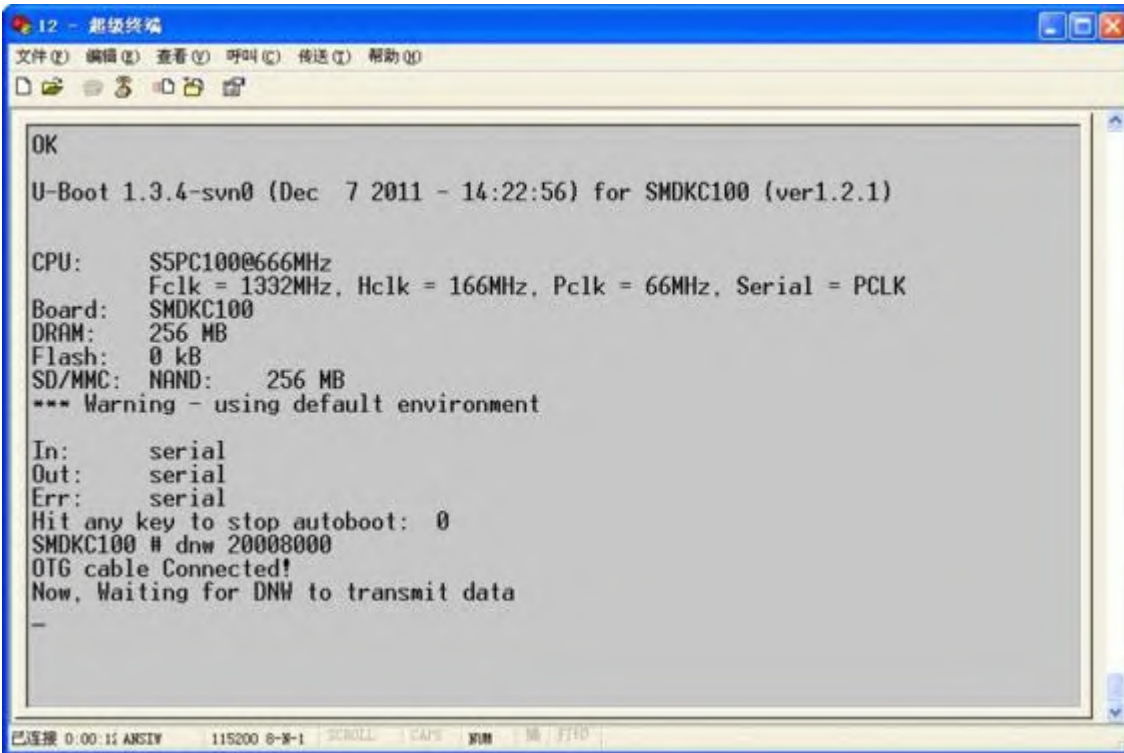 12 - 超级终端
文件(F) 编辑(E) 查看(V) 呼叫(C) 传送(T) 帮助(H)
OK
U-Boot 1.3.4-svn0 (Dec  7 2011 - 14:22:56) for SMDKC100 (ver1.2.1)
CPU:     S5PC100@666MHz
Fclk = 1332MHz, Hclk = 166MHz, Pclk = 66MHz, Serial = PCLK
Board:   SMDKC100
DRAM:    256 MB
Flash:   0 kB
SD/MMC:  NAND:    256 MB
*** Warning - using default environment
In:      serial
Out:     serial
Err:     serial
Hit any key to stop autoboot:  0
SMDKC100 # dnw 20008000
OTG cable Connected!
Now, Waiting for DNW to transmit data
_
已连接 0:00:12 ANSIW 115200 8-N-1 SCROLL CAPS NUM